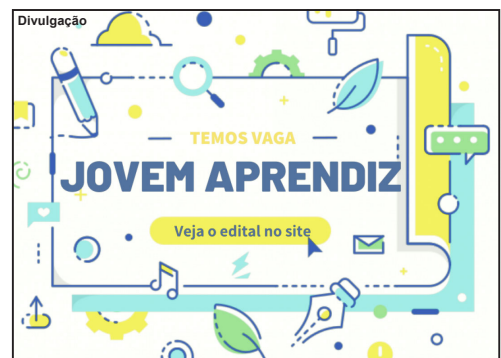 Divulgação
TEMOS VAGA
JOVEM APRENDIZ
Veja o edital no site